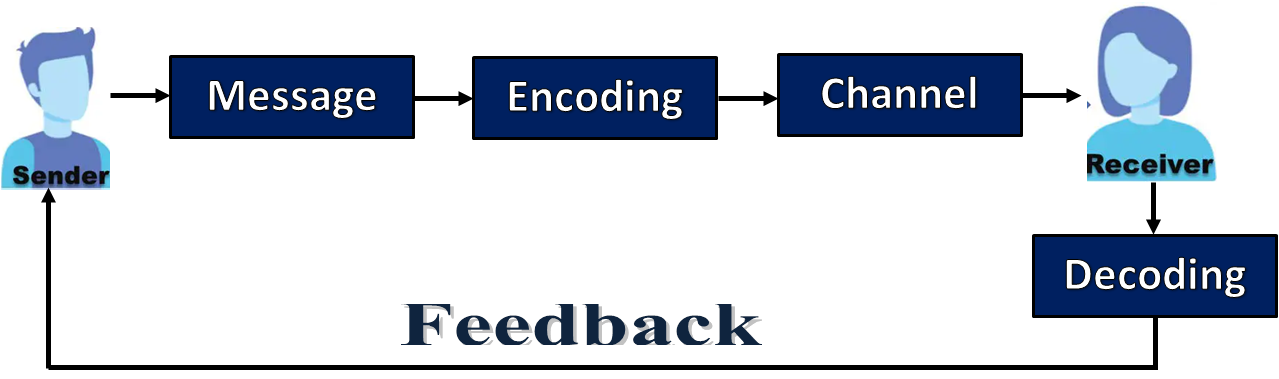 Message
Encoding
Channel
Sender
Receiver
Decoding
Feedback